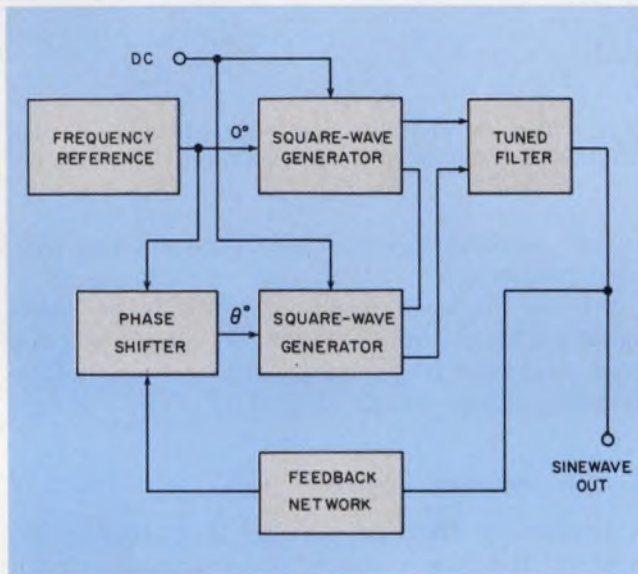 DC
FREQUENCY
REFERENCE
0°
SQUARE-WAVE
GENERATOR
TUNED
FILTER
PHASE
SHIFTER
θ°
SQUARE-WAVE
GENERATOR
FEEDBACK
NETWORK
SINEWAVE
OUT